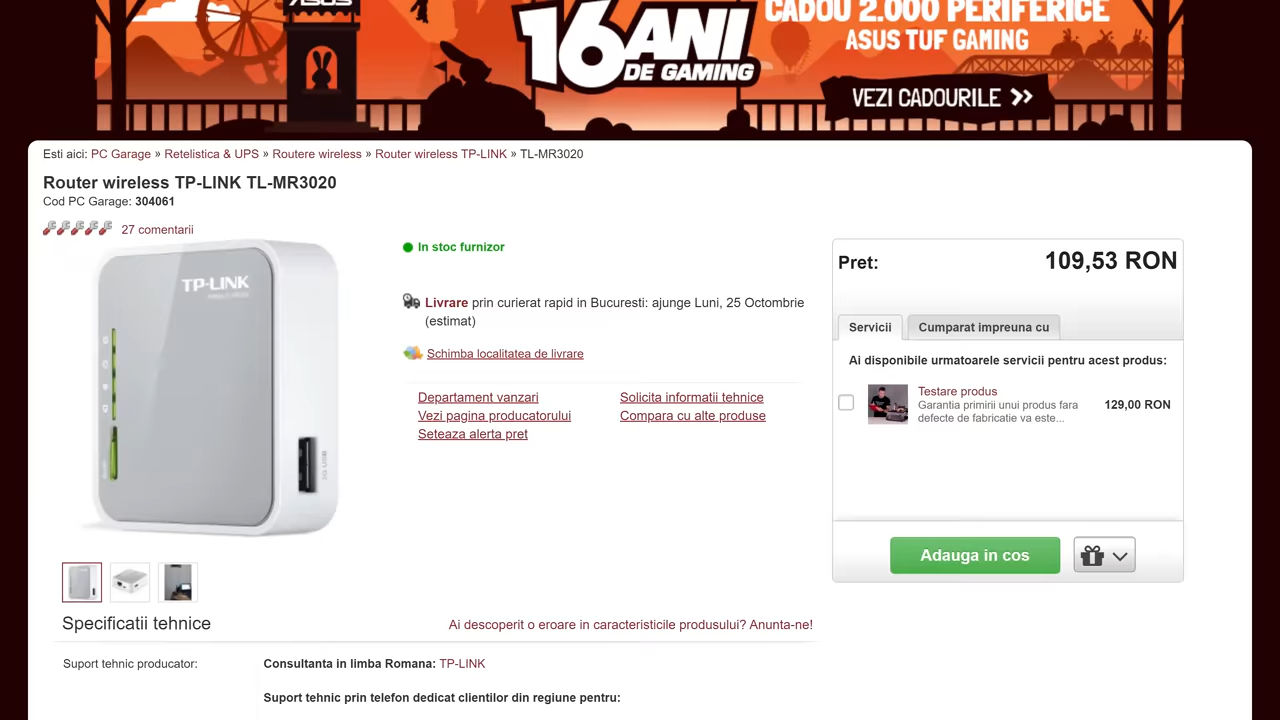 ASUS
16 ANI
DE GAMING
CADOU 2.000 PERIFERICE
ASUS TUF GAMING
VEZI CADOURILE
Esti aici: PC Garage » Retelistica & UPS » Routere wireless » Router wireless TP-LINK » TL-MR3020
Router wireless TP-LINK TL-MR3020
Cod PC Garage: 304061
27 comentarii
TP-LINK
3G USB
In stoc furnizor
Livrare prin curierat rapid in Bucuresti: ajunge Luni, 25 Octombrie
(estimat)
Schimba localitatea de livrare
Departament vanzari
Solicita informatii tehnice
Vezi pagina producatorului
Compara cu alte produse
Seteaza alerta pret
Pret: 109,53 RON
Servicii
Cumparat impreuna cu
Ai disponibile urmatoarele servicii pentru acest produs:
Testare produs
Garantia primirii unui produs fara
defecte de fabricatie va este...
129,00 RON
Adauga in cos
Specificatii tehnice
Ai descoperit o eroare in caracteristicile produsului? Anunta-ne!
Suport tehnic producator:
Consultanta in limba Romana: TP-LINK
Suport tehnic prin telefon dedicat clientilor din regiune pentru: